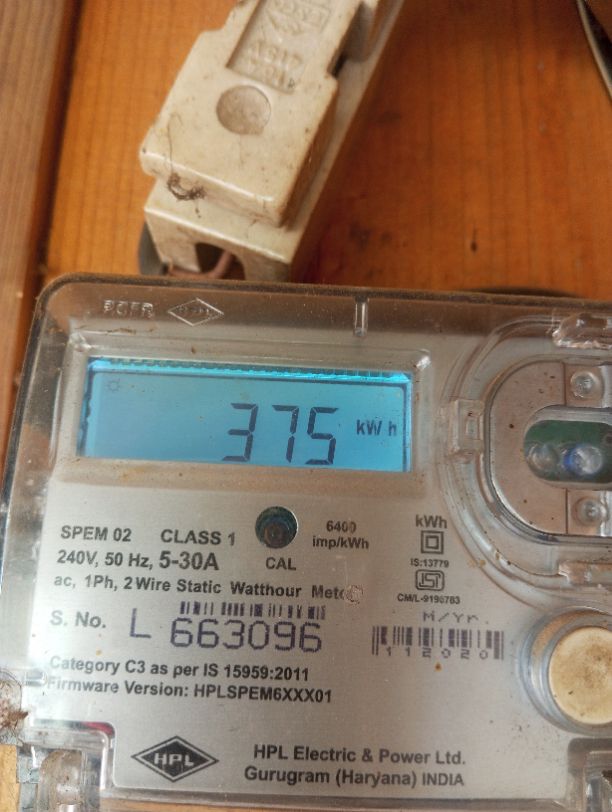 375 kWh
SPEM 02 CLASS 1
240V, 50 Hz, 5-30A
ac, 1Ph, 2 Wire Static Watthour Meter
CAL
6400
imp/kWh
kWh
IS:13779
CM/L-9190763
S. No. L 663096
M/Yr.
112020
Category C3 as per IS 15959:2011
Firmware Version: HPLSPEM6XXX01
HPL
HPL Electric & Power Ltd.
Gurugram (Haryana) INDIA